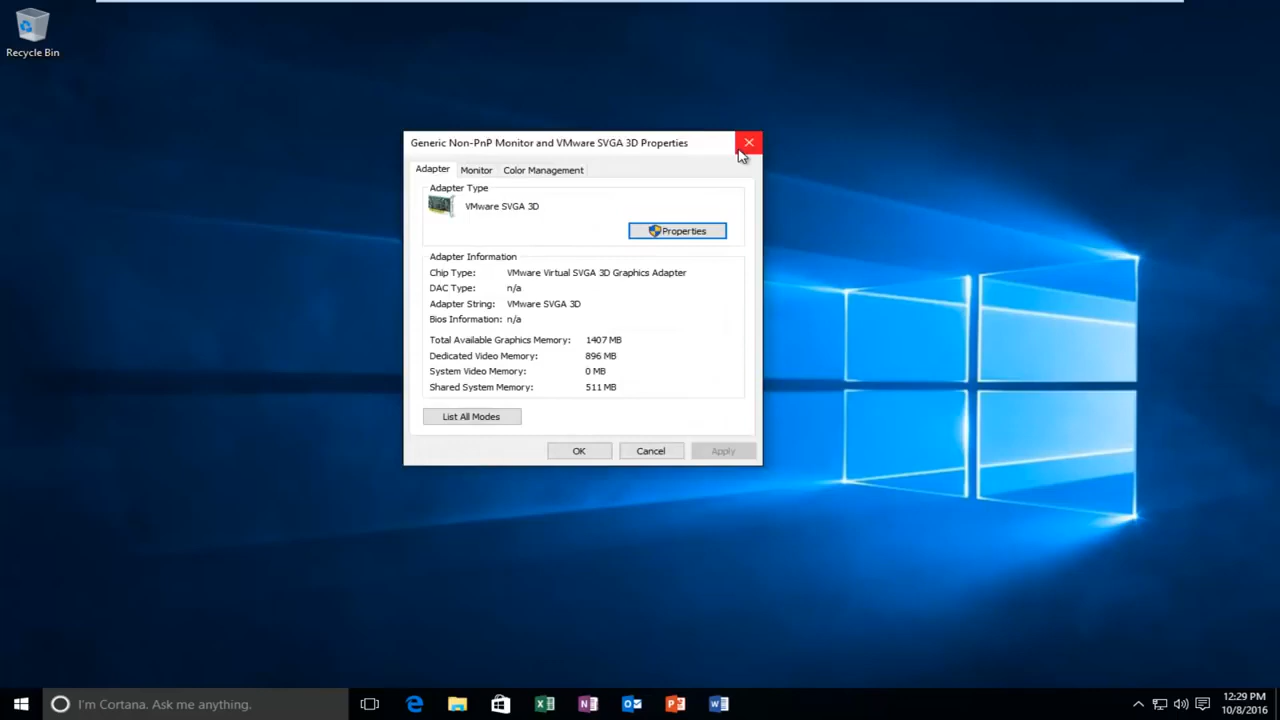 Recycle Bin
Generic Non-PnP Monitor and VMware SVGA 3D Properties
Adapter Monitor Color Management
Adapter Type
VMware SVGA 3D
Properties
Adapter Information
Chip Type: VMware Virtual SVGA 3D Graphics Adapter
DAC Type: n/a
Adapter String: VMware SVGA 3D
Bios Information: n/a
Total Available Graphics Memory: 1407 MB
Dedicated Video Memory: 896 MB
System Video Memory: 0 MB
Shared System Memory: 511 MB
List All Modes
OK Cancel Apply
I'm Cortana. Ask me anything.
12:29 PM
10/8/2016